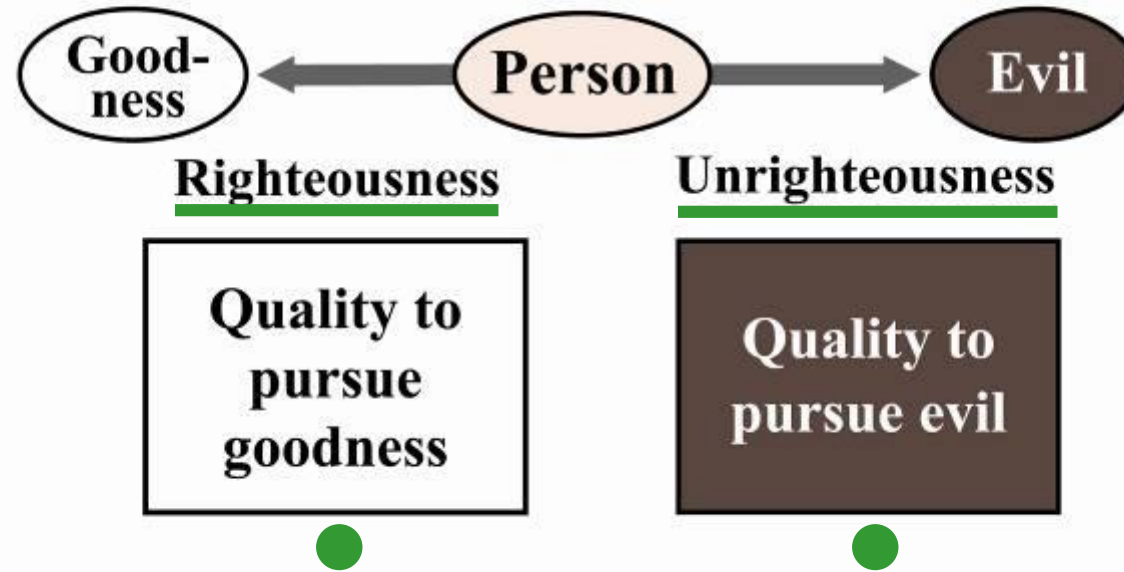 Good-
ness
Person
Evil
Righteousness
Unrighteousness
Quality to
pursue
goodness
Quality to
pursue evil